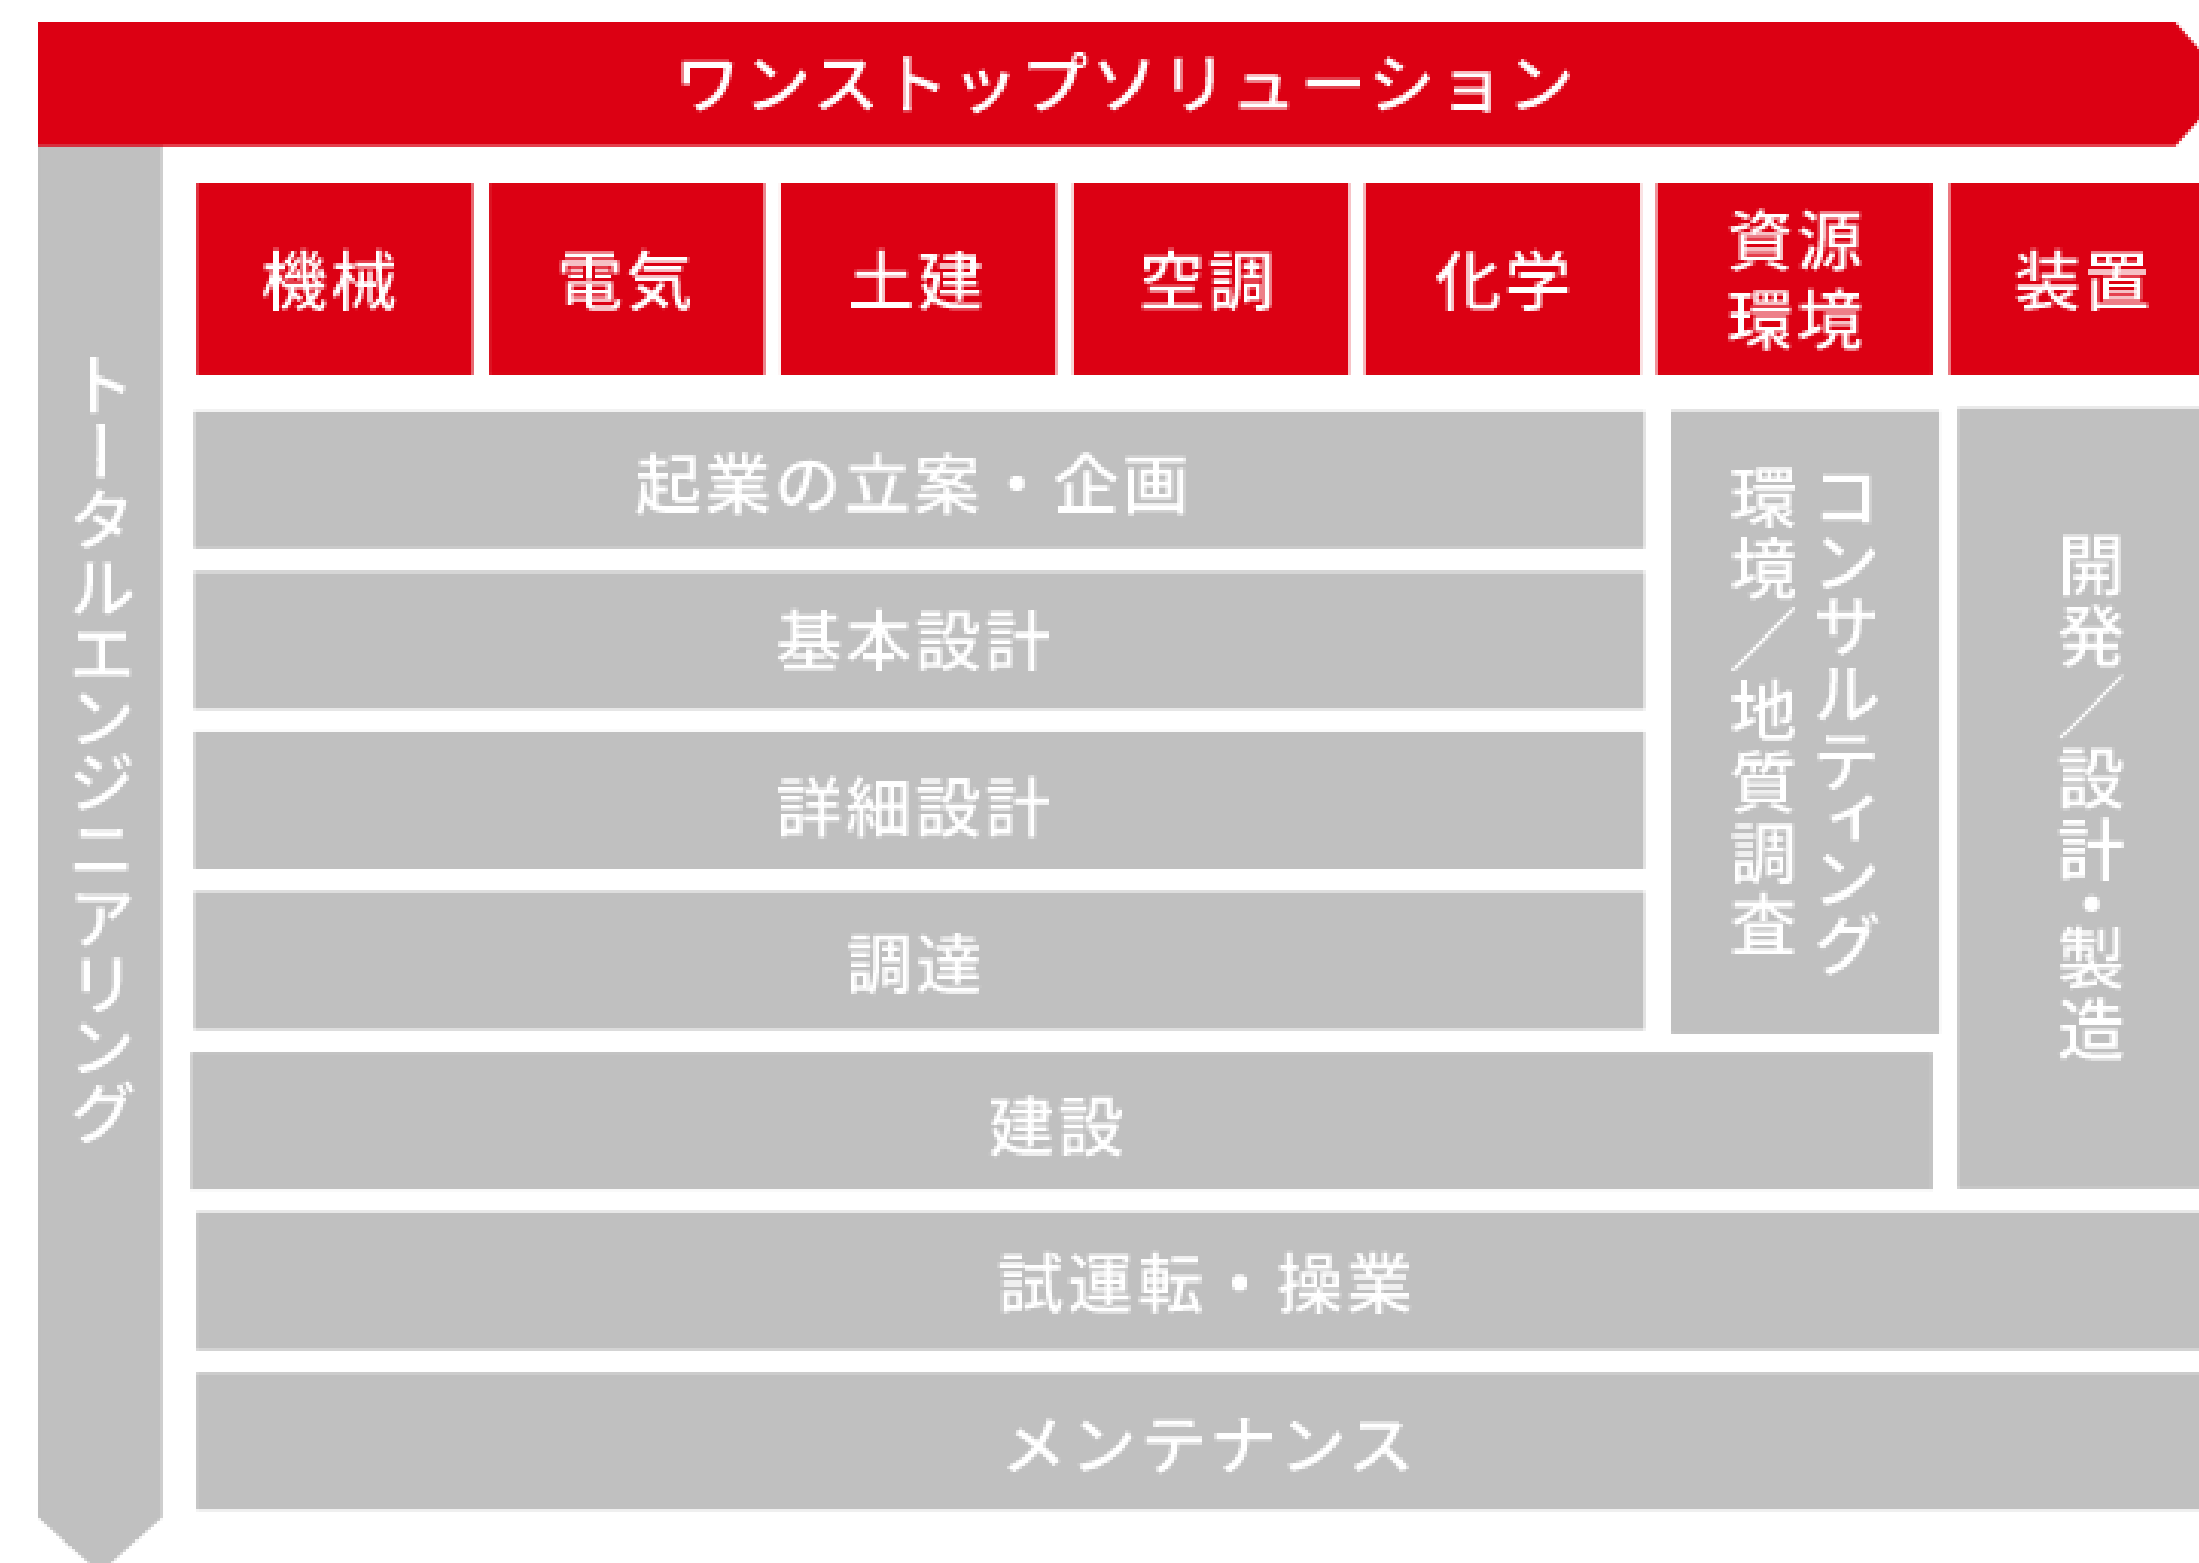 ワンストップソリューション
トータルエンジニアリング
機械
電気
土建
空調
化学
資源
環境
装置
起業の立案・企画
基本設計
詳細設計
調達
コンサルティング
環境／地質調査
開発／設計・製造
建設
試運転・操業
メンテナンス